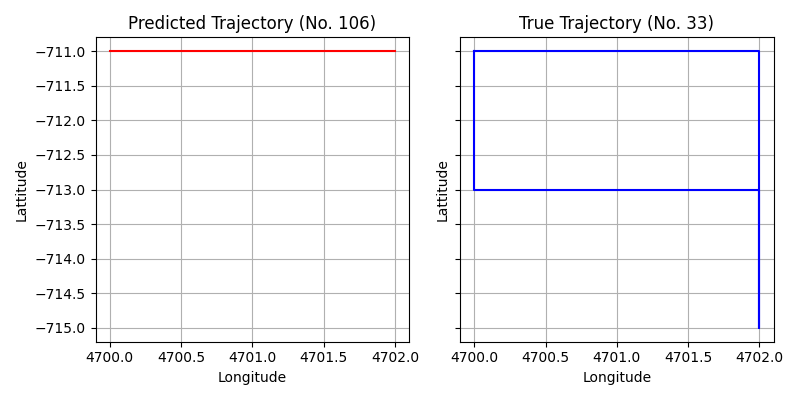 Predicted Trajectory (No. 106)
True Trajectory (No. 33)
−711.0
−711.5
−712.0
−712.5
−713.0
−713.5
−714.0
−714.5
−715.0
Lattitude
Lattitude
4700.0 4700.5 4701.0 4701.5 4702.0
4700.0 4700.5 4701.0 4701.5 4702.0
Longitude
Longitude